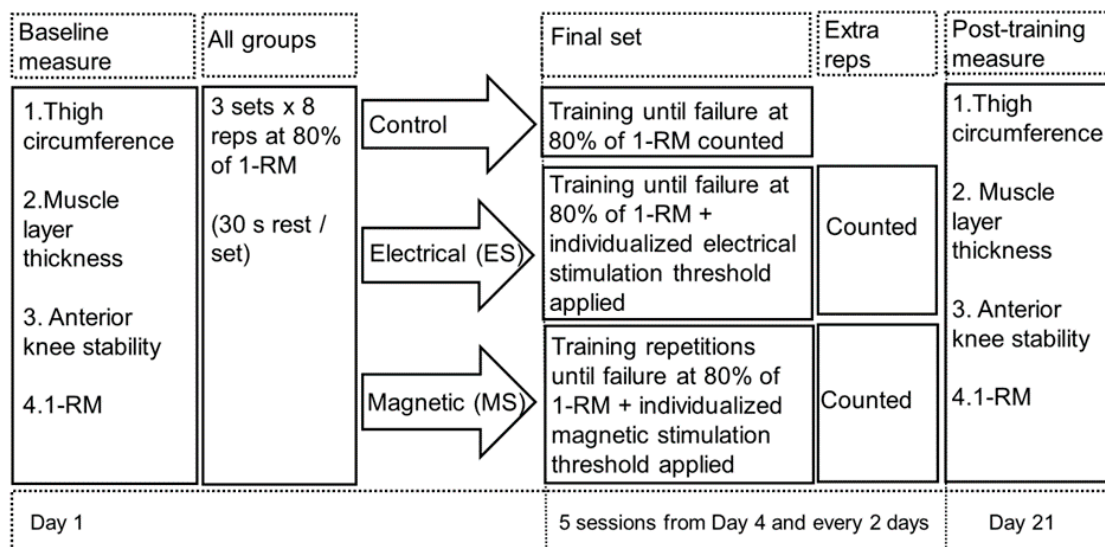 Baseline
measure
All groups
Final set
Extra
reps
Post-training
measure
1.Thigh
circumference
2.Muscle
layer
thickness
3. Anterior
knee stability
4.1-RM
3 sets x 8
reps at 80%
of 1-RM
(30 s rest /
set)
Control
Electrical (ES)
Magnetic (MS)
Training until failure at
80% of 1-RM counted
Training until failure at
80% of 1-RM +
individualized electrical
stimulation threshold
applied
Training repetitions
until failure at 80% of
1-RM + individualized
magnetic stimulation
threshold applied
Counted
Counted
1.Thigh
circumference
2. Muscle
layer
thickness
3. Anterior
knee stability
4.1-RM
Day 1
5 sessions from Day 4 and every 2 days
Day 21